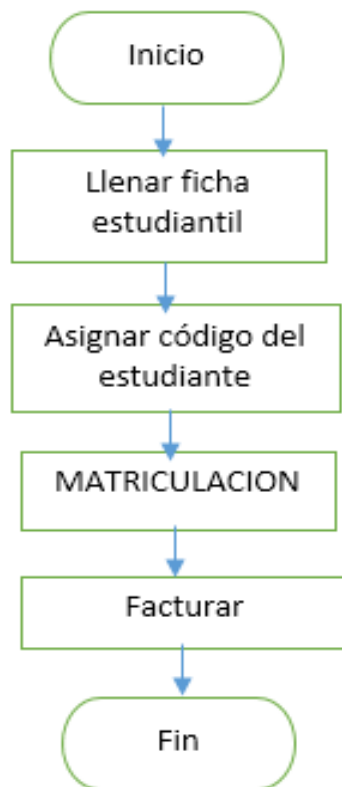 Inicio
Llenar ficha
estudiantil
Asignar código del
estudiante
MATRICULACION
Facturar
Fin